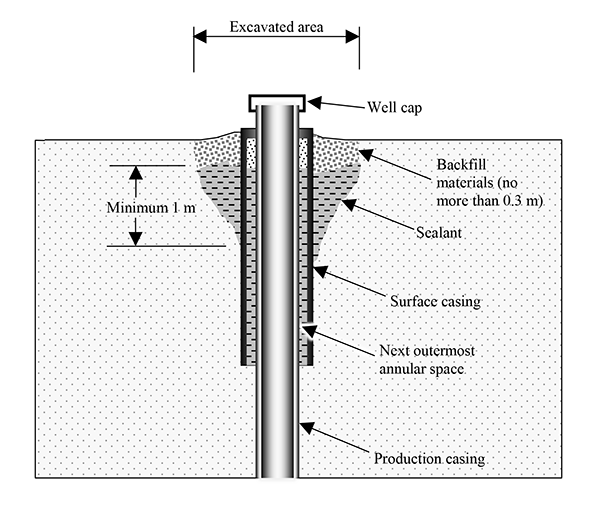 Excavated area
Well cap
Backfill
materials (no
more than 0.3 m)
Minimum 1 m
Sealant
Surface casing
Next outermost
annular space
Production casing